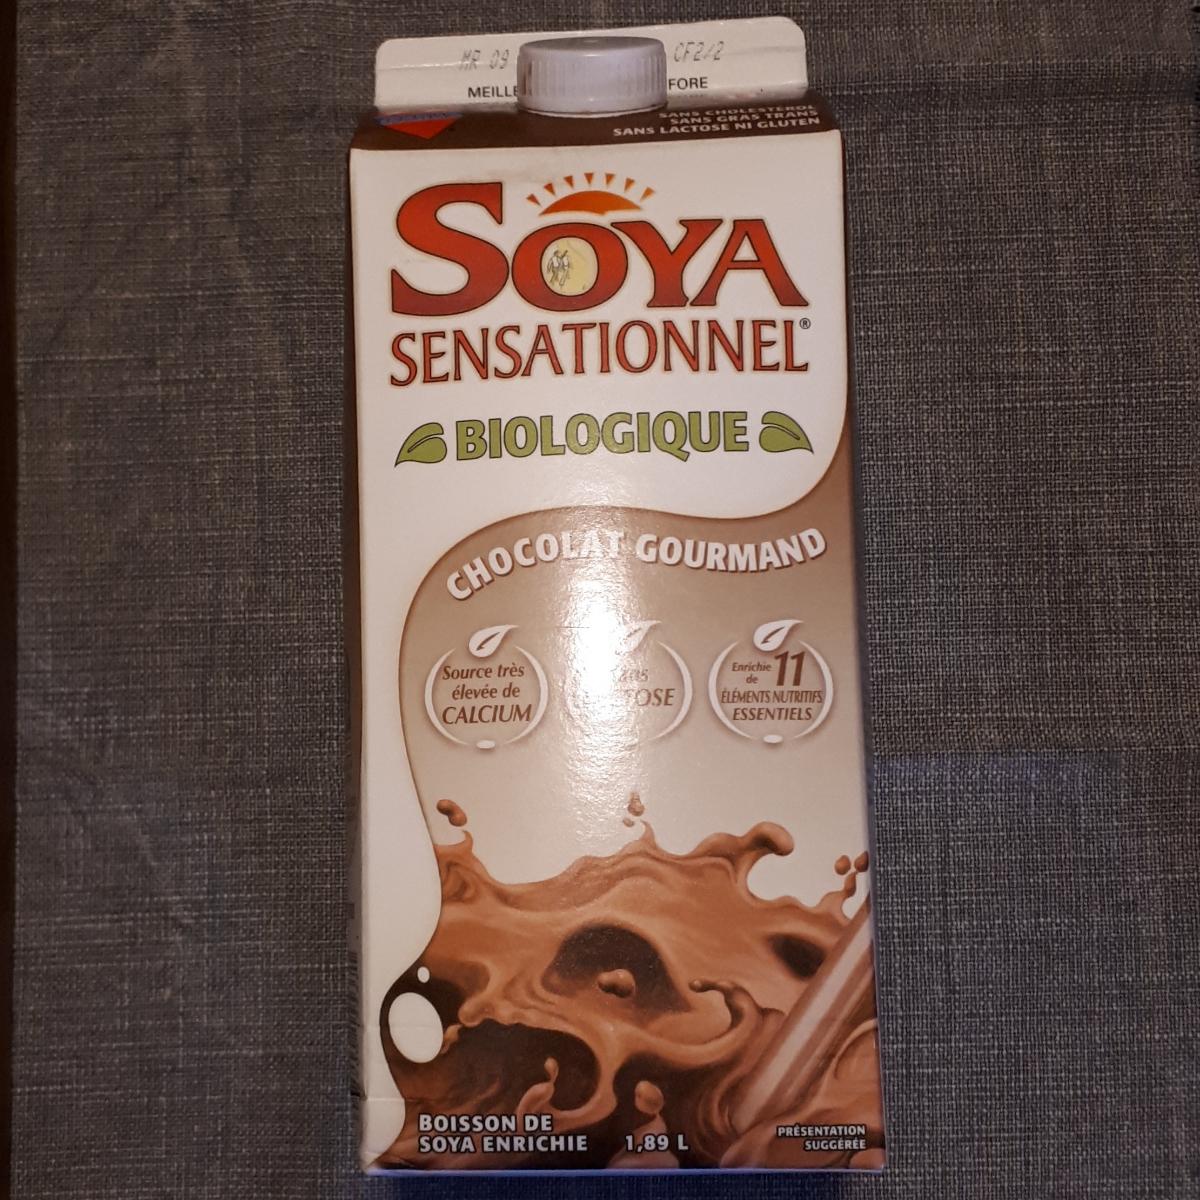 MR 09 CF2/2
MEILLE FORE
SANS CHOLESTÉROL
SANS GRAS TRANS
SANS LACTOSE NI GLUTEN
SOYA
SENSATIONNEL®
BIOLOGIQUE
CHOCOLAT GOURMAND
Source très
élevée de
CALCIUM
OSE
Enrichie
de 11
ÉLÉMENTS NUTRITIFS
ESSENTIELS
BOISSON DE
SOYA ENRICHIE 1,89 L
PRÉSENTATION
SUGGÉRÉE